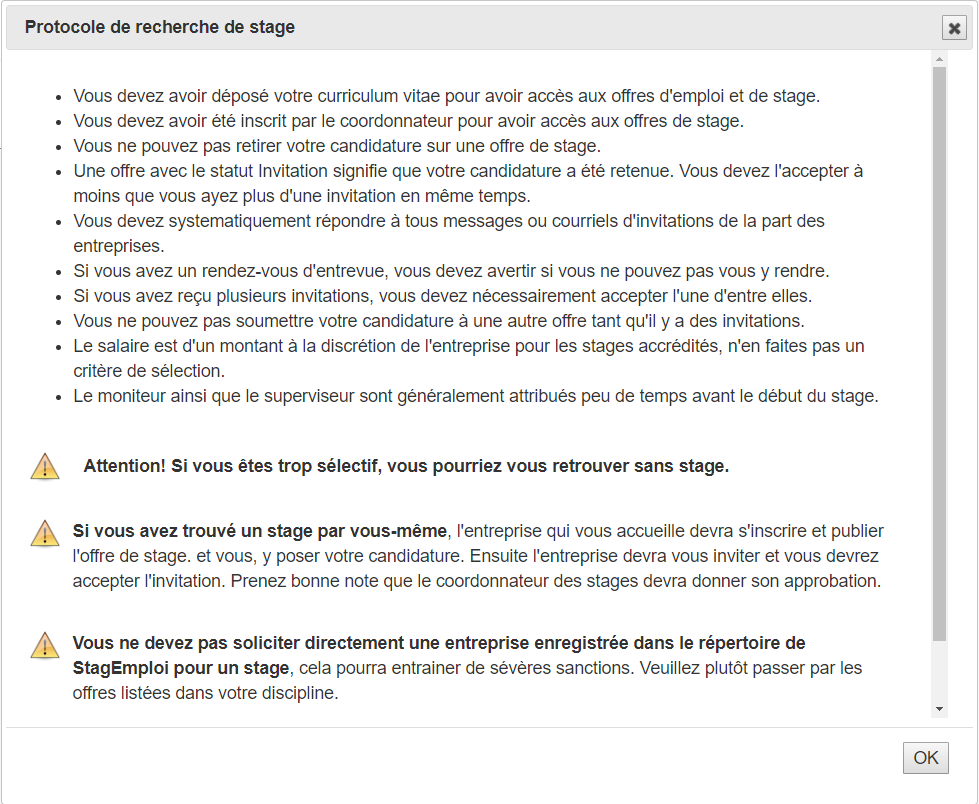 Protocole de recherche de stage
• Vous devez avoir déposé votre curriculum vitae pour avoir accès aux offres d'emploi et de stage.
• Vous devez avoir été inscrit par le coordonnateur pour avoir accès aux offres de stage.
• Vous ne pouvez pas retirer votre candidature sur une offre de stage.
• Une offre avec le statut Invitation signifie que votre candidature a été retenue. Vous devez l'accepter à
moins que vous ayez plus d'une invitation en même temps.
• Vous devez systématiquement répondre à tous messages ou courriels d'invitations de la part des
entreprises.
• Si vous avez un rendez-vous d'entrevue, vous devez avertir si vous ne pouvez pas vous y rendre.
• Si vous avez reçu plusieurs invitations, vous devez nécessairement accepter l'une d'entre elles.
• Vous ne pouvez pas soumettre votre candidature à une autre offre tant qu'il y a des invitations.
• Le salaire est d'un montant à la discrétion de l'entreprise pour les stages accrédités, n'en faites pas un
critère de sélection.
• Le moniteur ainsi que le superviseur sont généralement attribués peu de temps avant le début du stage.
Attention! Si vous êtes trop sélectif, vous pourriez vous retrouver sans stage.
Si vous avez trouvé un stage par vous-même, l'entreprise qui vous accueille devra s'inscrire et publier
l'offre de stage. et vous, y poser votre candidature. Ensuite l'entreprise devra vous inviter et vous devrez
accepter l'invitation. Prenez bonne note que le coordonnateur des stages devra donner son approbation.
Vous ne devez pas soliciter directement une entreprise enregistrée dans le répertoire de
StagEmploi pour un stage, cela pourra entrainer de sévères sanctions. Veuillez plutôt passer par les
offres listées dans votre discipline.
OK